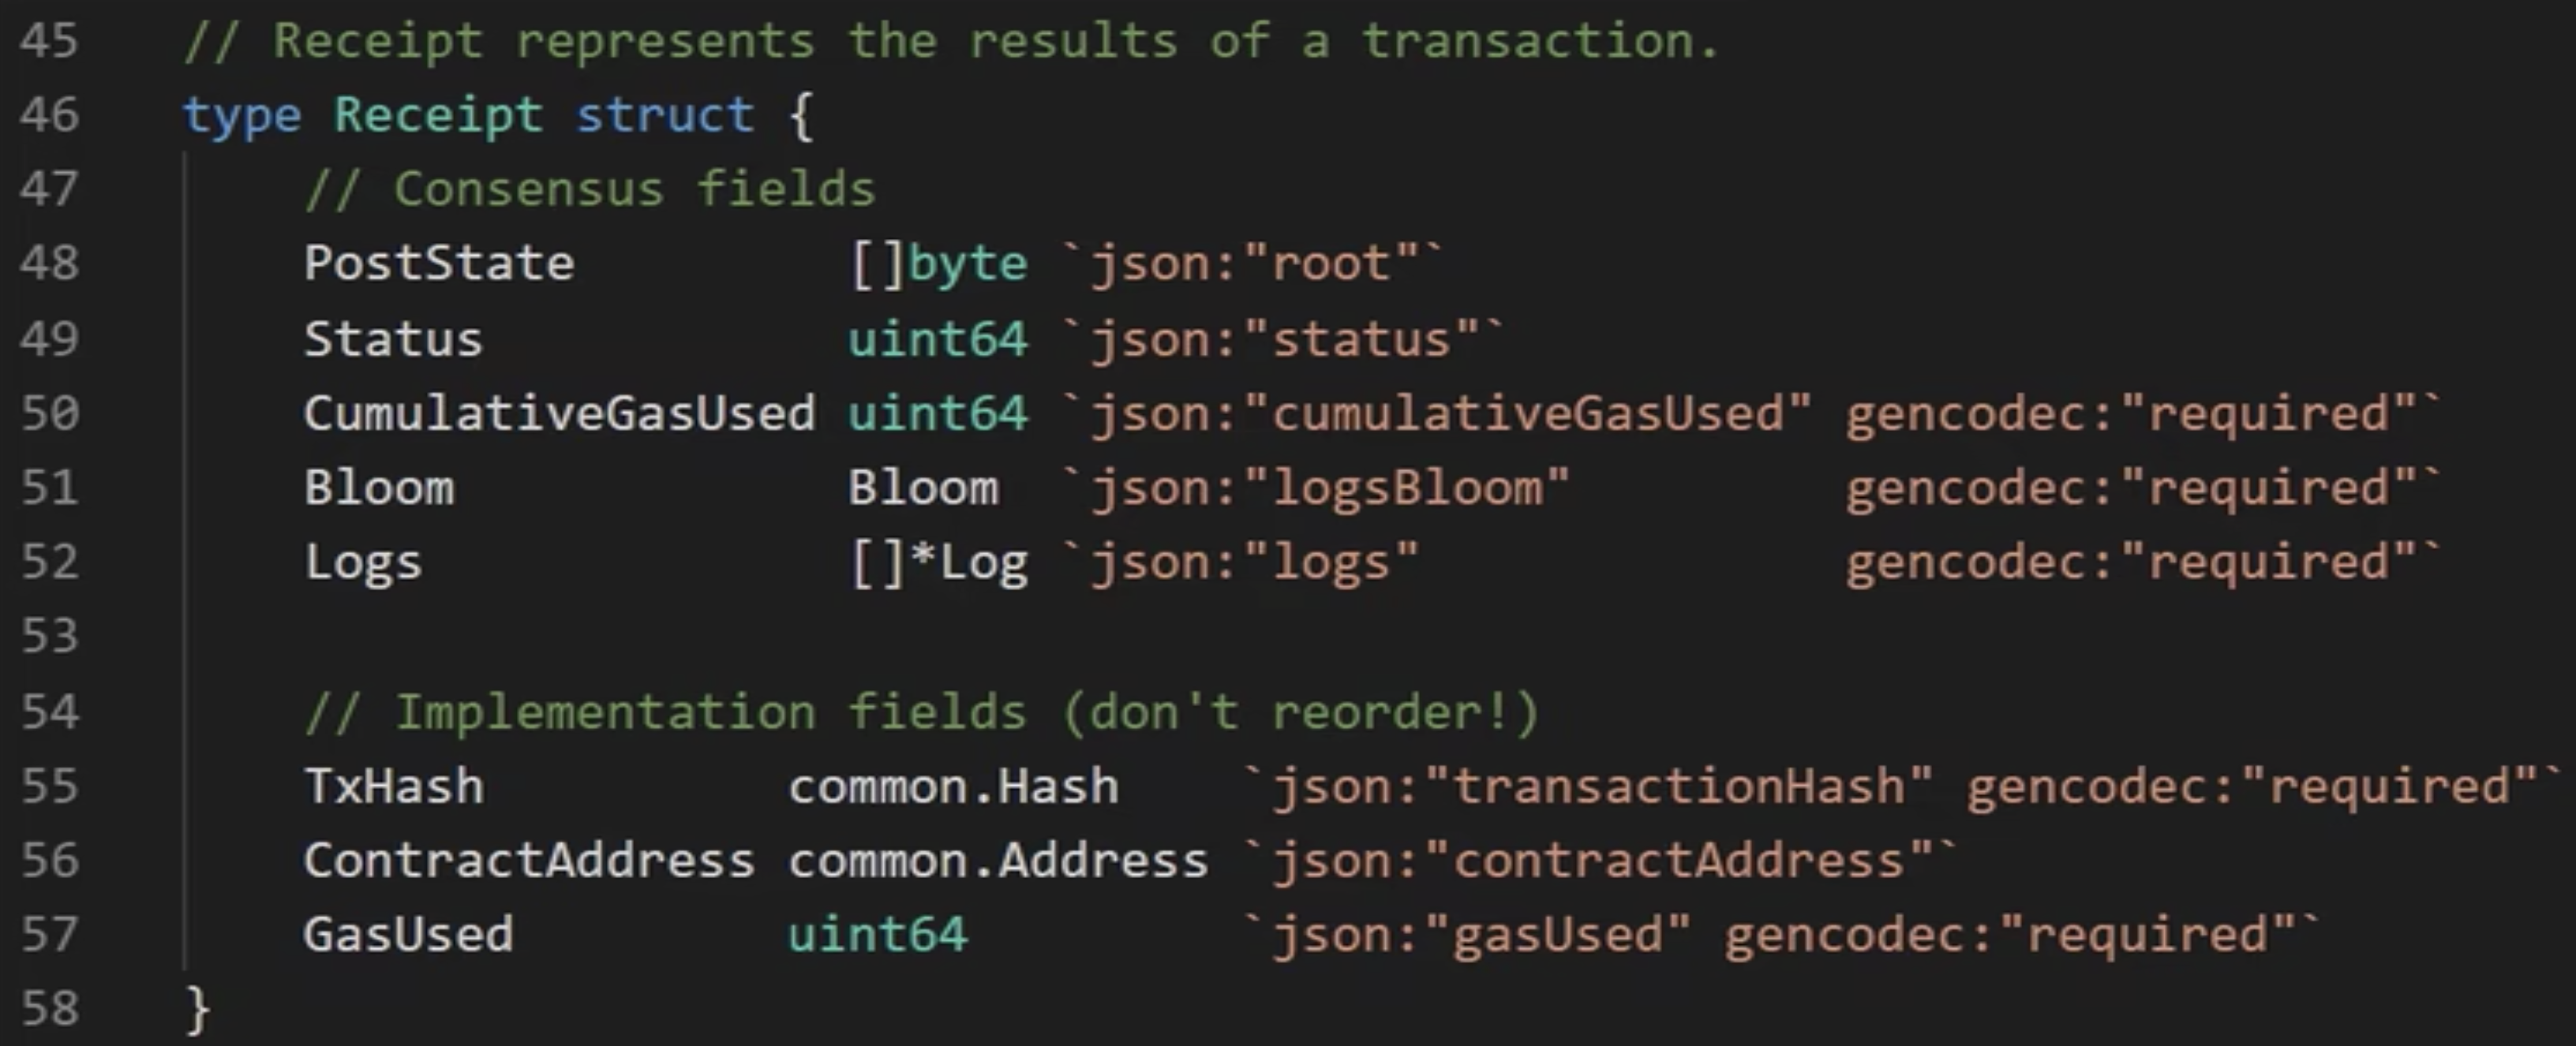 45 // Receipt represents the results of a transaction.
46 type Receipt struct {
47 // Consensus fields
48 PostState []byte `json:"root"`
49 Status uint64 `json:"status"`
50 CumulativeGasUsed uint64 `json:"cumulativeGasUsed" gencodec:"required"`
51 Bloom Bloom `json:"logsBloom" gencodec:"required"`
52 Logs []*Log `json:"logs" gencodec:"required"`
53
54 // Implementation fields (don't reorder!)
55 TxHash common.Hash `json:"transactionHash" gencodec:"required"`
56 ContractAddress common.Address `json:"contractAddress"`
57 GasUsed uint64 `json:"gasUsed" gencodec:"required"`
58 }